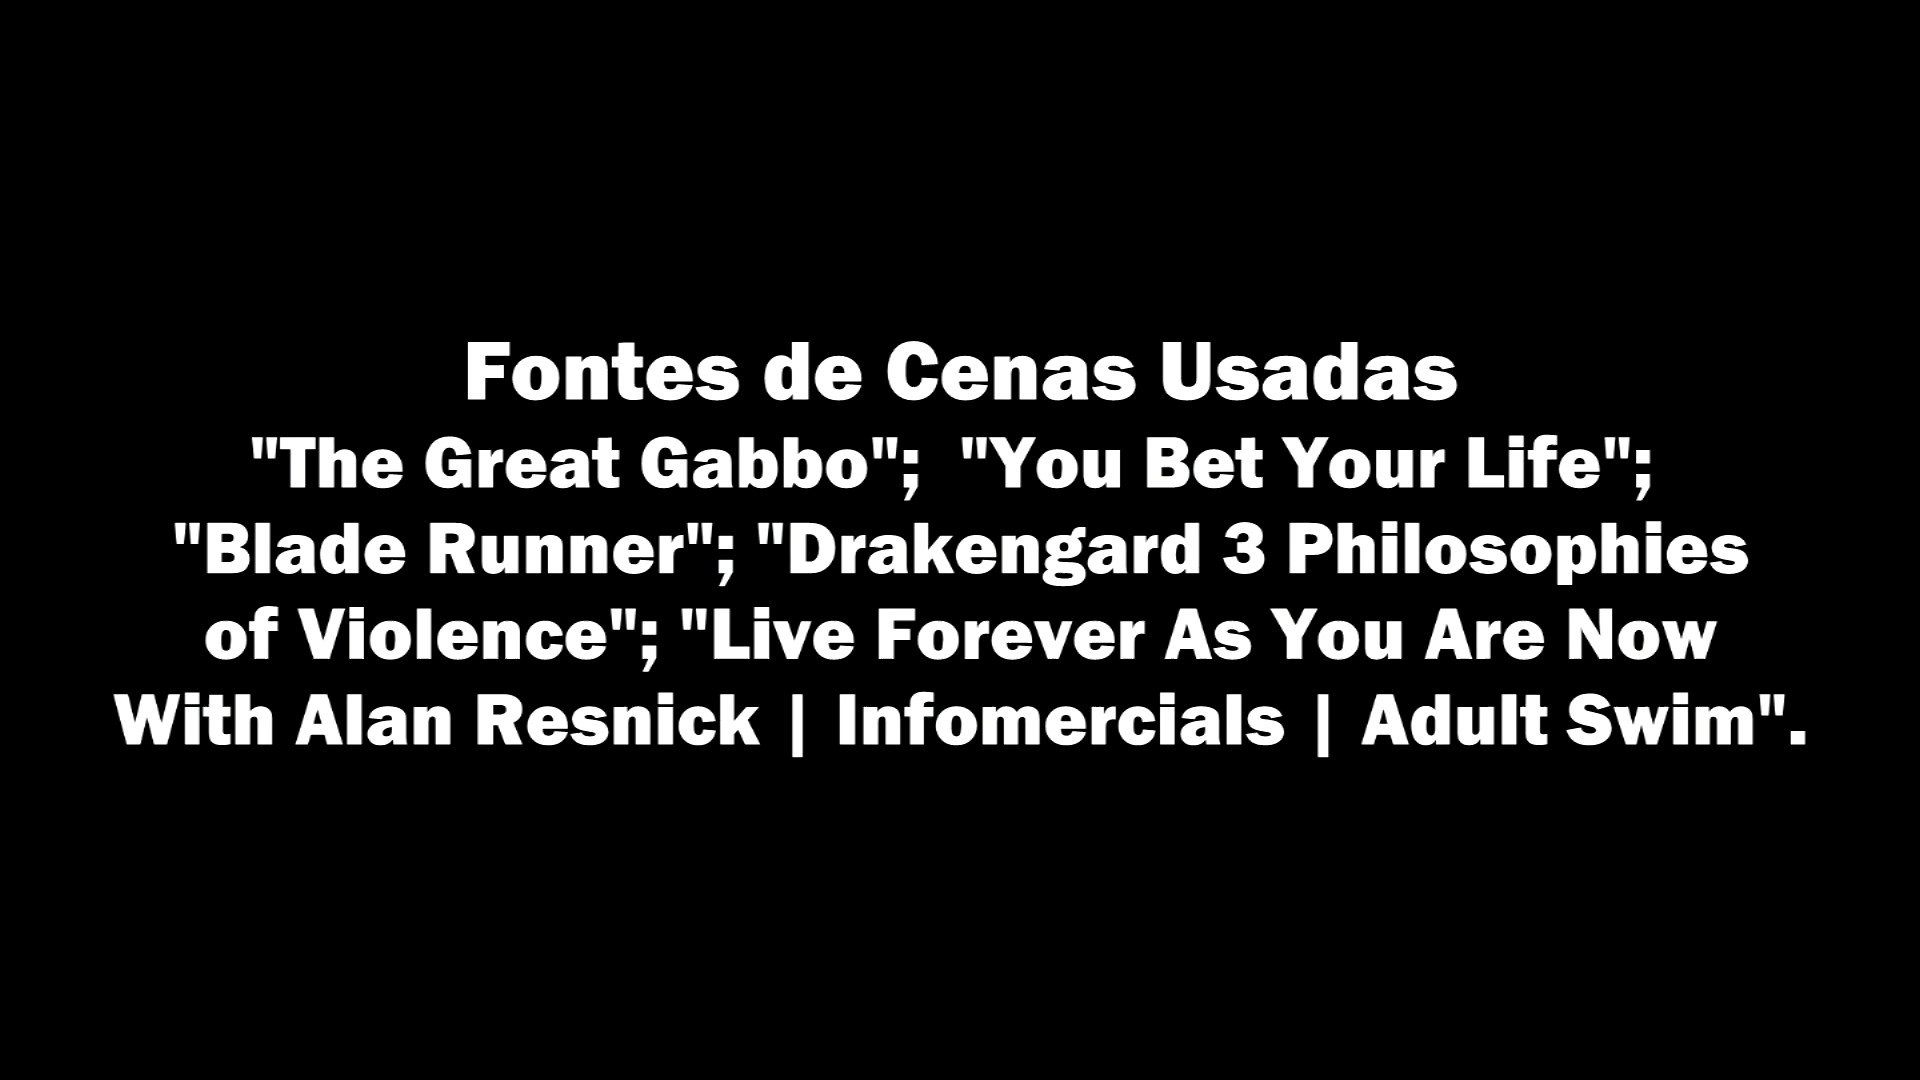 Fontes de Cenas Usadas
"The Great Gabbo";  "You Bet Your Life";
"Blade Runner"; "Drakengard 3 Philosophies
of Violence"; "Live Forever As You Are Now
With Alan Resnick | Infomercials | Adult Swim".